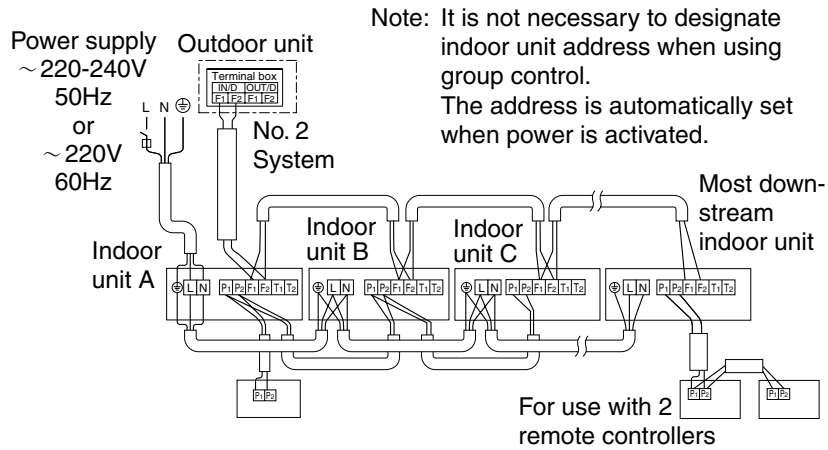 Note: It is not necessary to designate
indoor unit address when using
group control.
The address is automatically set
when power is activated.
Power supply
~220-240V
50Hz
or
~220V
60Hz
L N
Outdoor unit
Terminal box
IN/D OUT/D
F1 F2 F1 F2
No. 2
System
Most down-
stream
indoor unit
Indoor
unit A
Indoor
unit B
Indoor
unit C
L N P1 P2 F1 F2 T1 T2
L N P1 P2 F1 F2 T1 T2
L N P1 P2 F1 F2 T1 T2
L N P1 P2 F1 F2 T1 T2
P1 P2
P1 P2
P1 P2
For use with 2
remote controllers